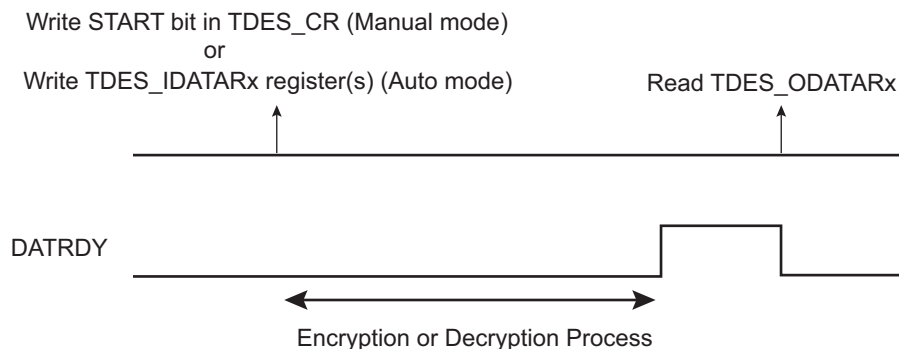 Write START bit in TDES_CR (Manual mode)
or
Write TDES_IDATARx register(s) (Auto mode)
Read TDES_ODATARx
DATRDY
Encryption or Decryption Process